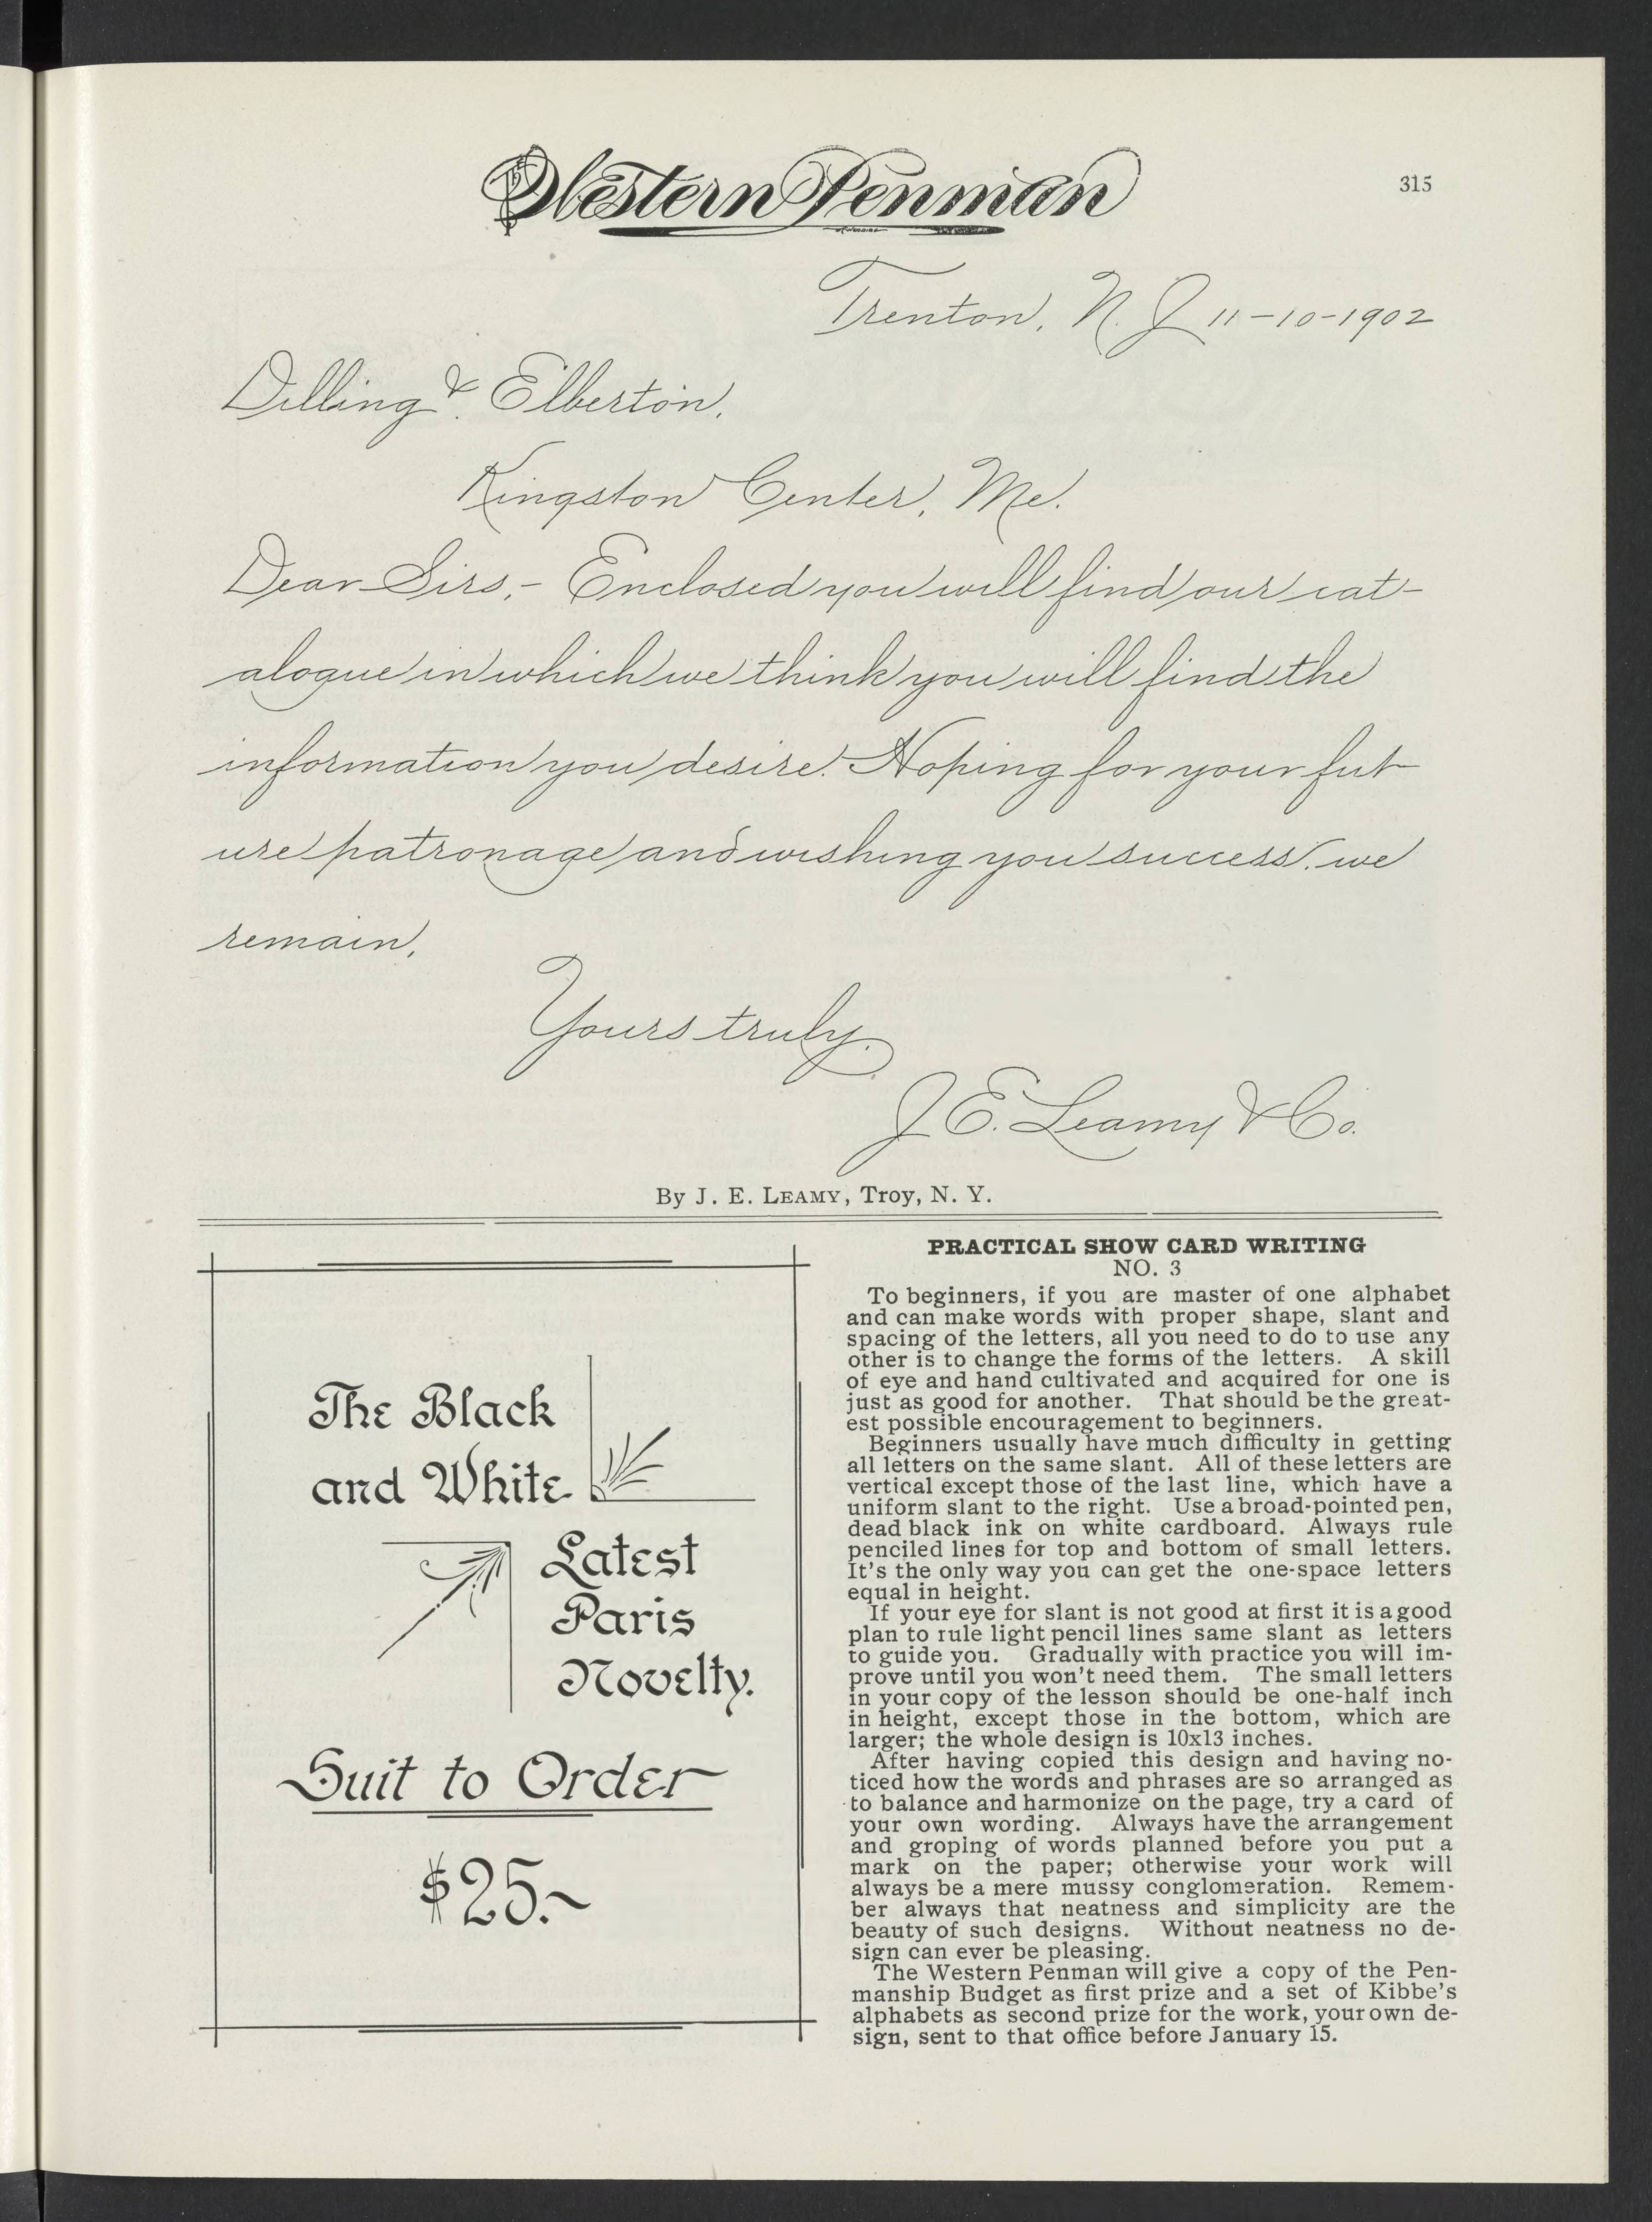 The Western Penman
315
Trenton, N. J. 11-10-1902
Dilling & Elberton,
Kingston Center, Me.
Dear Sirs,- Enclosed you will find our cat-
alogue in which we think you will find the
information you desire. Hoping for your fut-
ure patronage and wishing you success, we
remain,
Yours truly,
J. E. Leamy & Co.
By J. E. LEAMY, Troy, N. Y.
The Black
and White
Latest
Paris
Novelty.
Suit to Order
$25.~
PRACTICAL SHOW CARD WRITING
NO. 3
To beginners, if you are master of one alphabet
and can make words with proper shape, slant and
spacing of the letters, all you need to do to use any
other is to change the forms of the letters. A skill
of eye and hand cultivated and acquired for one is
just as good for another. That should be the great-
est possible encouragement to beginners.
Beginners usually have much difficulty in getting
all letters on the same slant. All of these letters are
vertical except those of the last line, which have a
uniform slant to the right. Use a broad-pointed pen,
dead black ink on white cardboard. Always rule
penciled lines for top and bottom of small letters.
It's the only way you can get the one-space letters
equal in height.
If your eye for slant is not good at first it is a good
plan to rule light pencil lines same slant as letters
to guide you. Gradually with practice you will im-
prove until you won't need them. The small letters
in your copy of the lesson should be one-half inch
in height, except those in the bottom, which are
larger; the whole design is 10x13 inches.
After having copied this design and having no-
ticed how the words and phrases are so arranged as
to balance and harmonize on the page, try a card of
your own wording. Always have the arrangement
and groping of words planned before you put a
mark on the paper; otherwise your work will
always be a mere mussy conglomeration. Remem-
ber always that neatness and simplicity are the
beauty of such designs. Without neatness no de-
sign can ever be pleasing.
The Western Penman will give a copy of the Pen-
manship Budget as first prize and a set of Kibbe's
alphabets as second prize for the work, your own de-
sign, sent to that office before January 15.